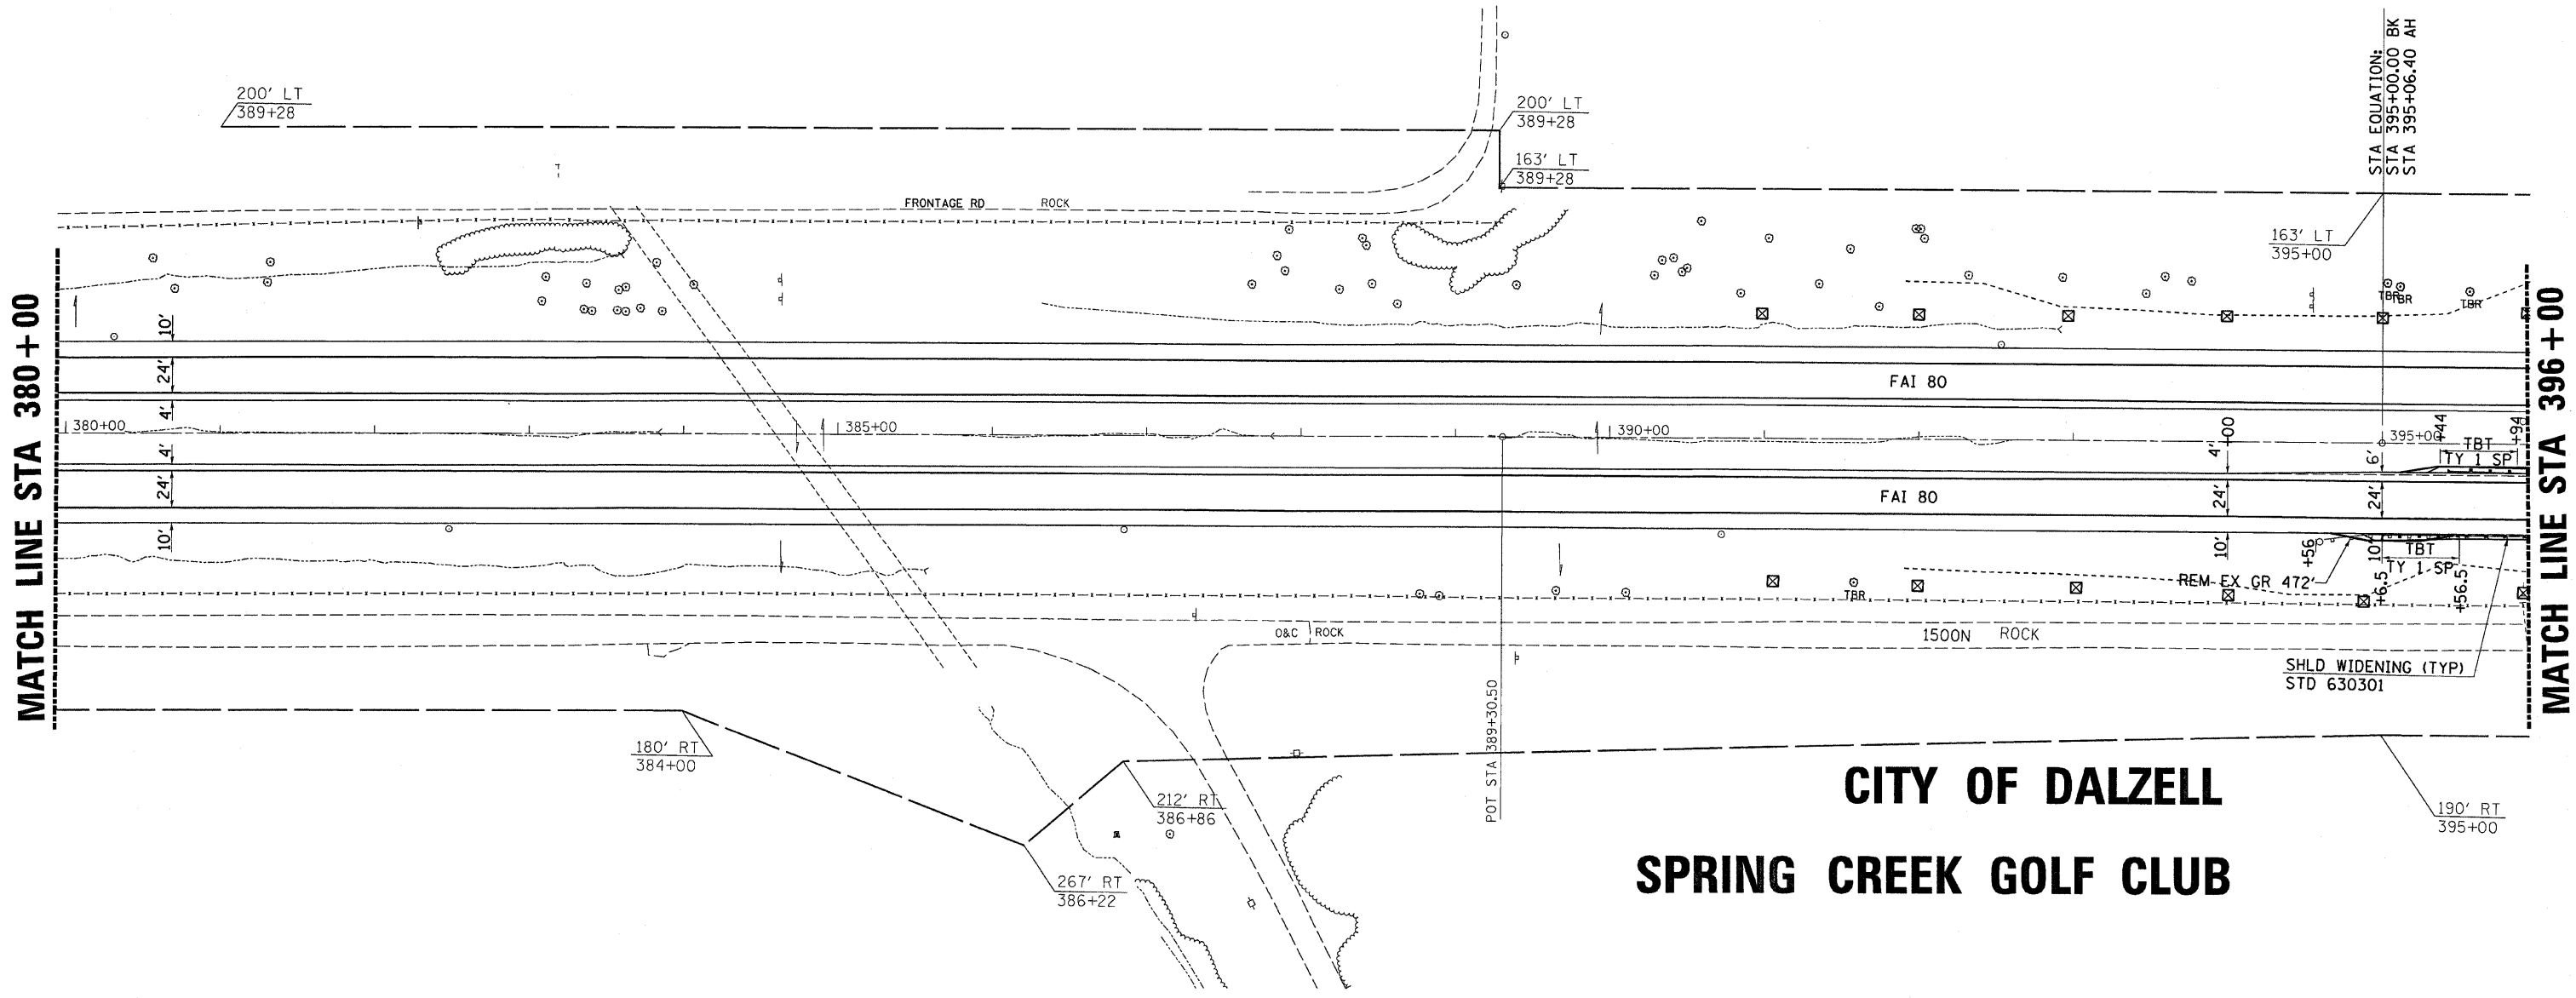 STA EQUATION:
STA 395+00.00 BK
STA 395+06.40 AH
200' LT
389+28
200' LT
389+28
163' LT
389+28
FRONTAGE RD
ROCK
163' LT
395+00
TBR
TBR
TBR
MATCH LINE STA 380+00
10'
24'
4'
FAI 80
380+00
385+00
390+00
395+00
+44
+94
TBT
TY 1 SP
4'
24'
10'
+00
4'
24'
10'
6'
24'
10'
FAI 80
+56
TBT
TY 1 SP
+6.5
+56.5
REM EX GR 472'
TBR
MATCH LINE STA 396+00
O&C
ROCK
1500N
ROCK
SHLD WIDENING (TYP)
STD 630301
POT STA 389+30.50
180' RT
384+00
212' RT
386+86
267' RT
386+22
190' RT
395+00
CITY OF DALZELL
SPRING CREEK GOLF CLUB